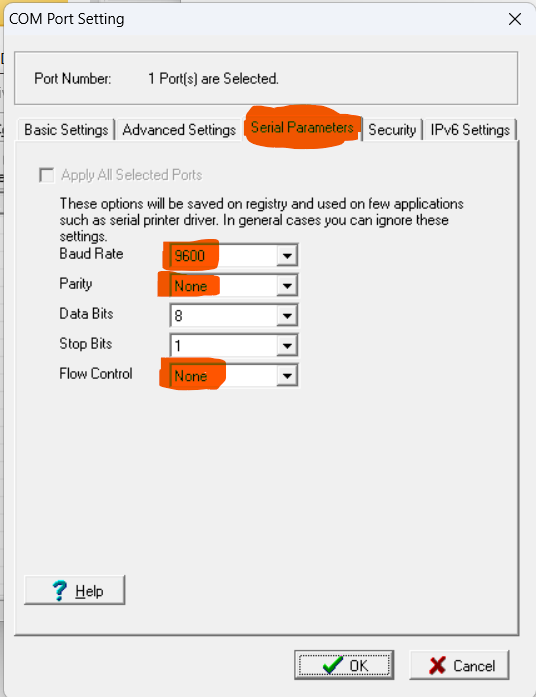 COM Port Setting
Port Number: 1 Port(s) are Selected.
Basic Settings Advanced Settings Serial Parameters Security IPv6 Settings
Apply All Selected Ports
These options will be saved on registry and used on few applications
such as serial printer driver. In general cases you can ignore these
settings.
Baud Rate 9600
Parity None
Data Bits 8
Stop Bits 1
Flow Control None
? Help
OK Cancel